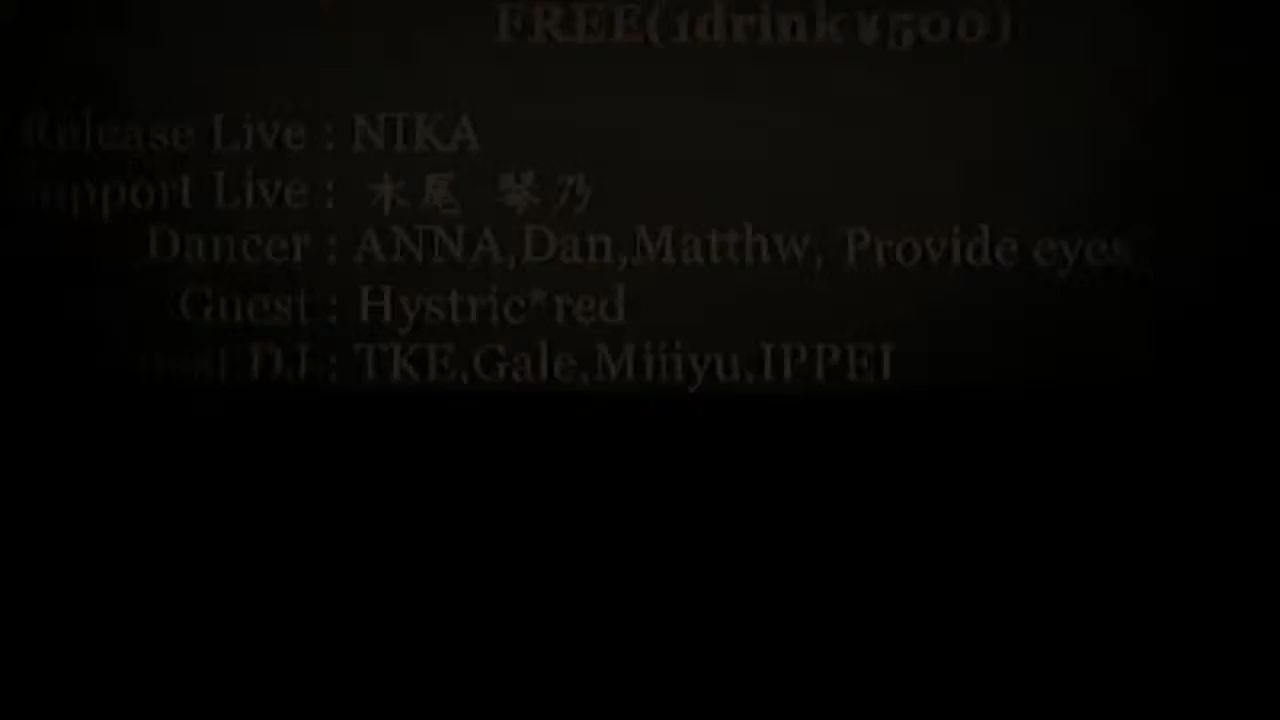 FREE(1drink ¥500)
Release Live : NIKA
Support Live : 木尾 琴乃
Dancer : ANNA,Dan,Matthw, Provide eyes
Guest : Hystric*red
DJ : TKE,Gale,Miiiyu,IPPEI